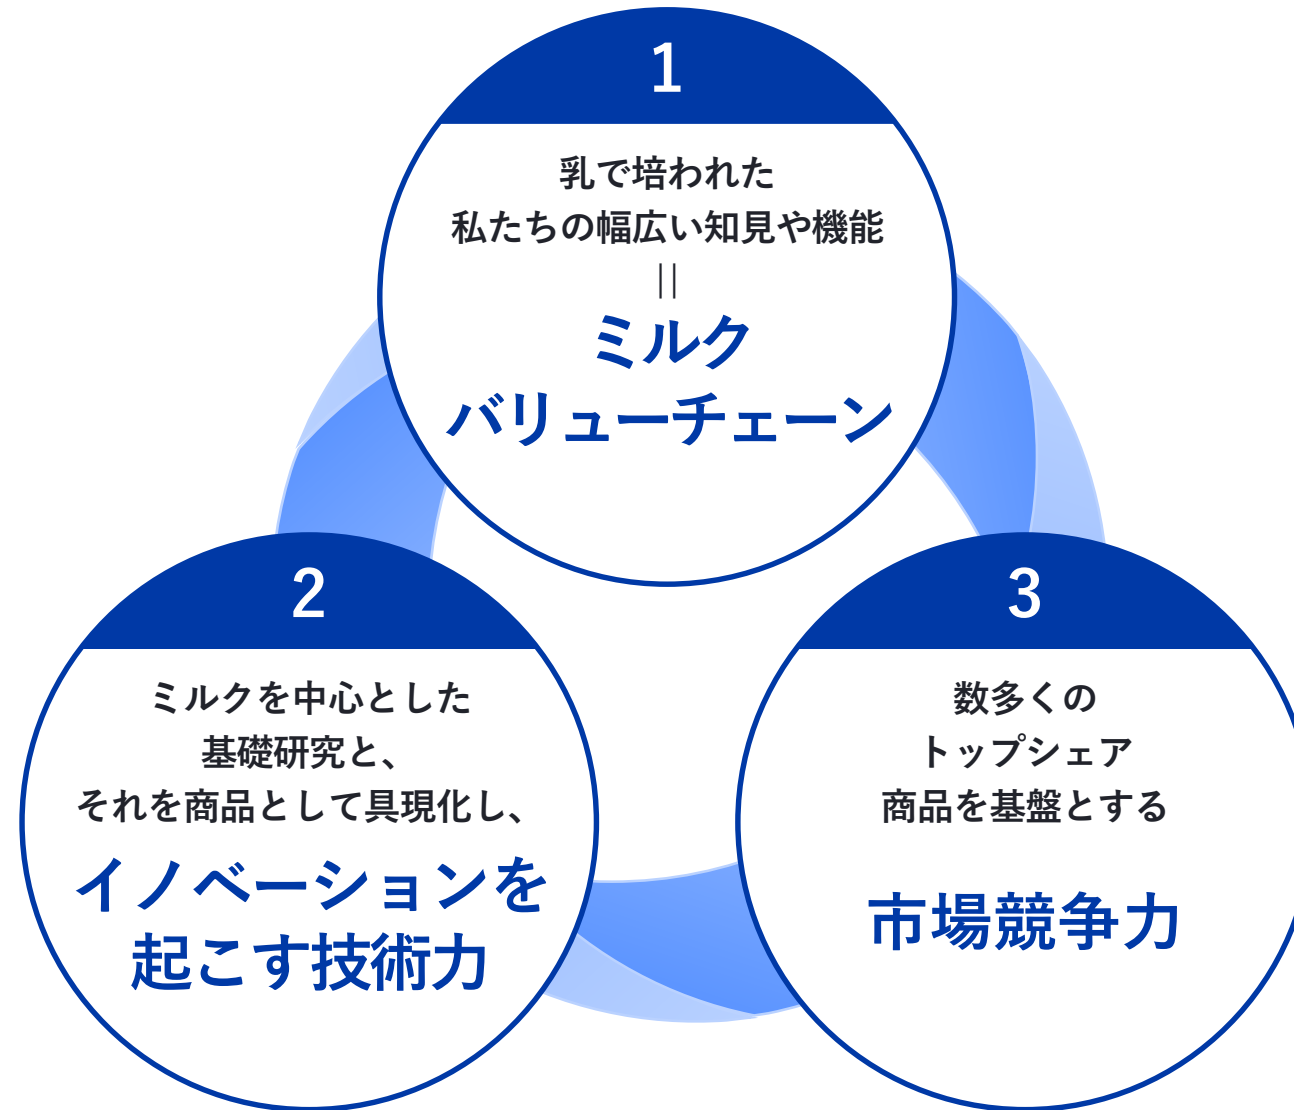 1
乳で培われた
私たちの幅広い知見や機能
||
ミルク
バリューチェーン
2
ミルクを中心とした
基礎研究と、
それを商品として具現化し、
イノベーションを
起こす技術力
3
数多くの
トップシェア
商品を基盤とする
市場競争力